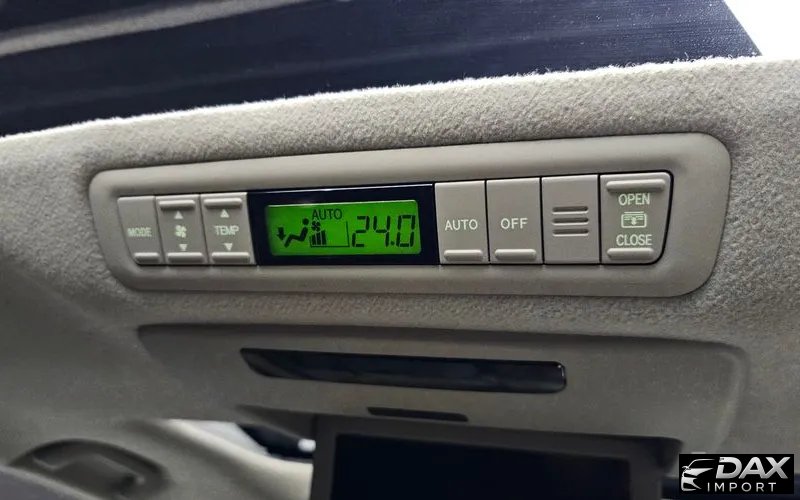 MODE
TEMP
AUTO
24.0
AUTO
OFF
OPEN
CLOSE
DAX
IMPORT